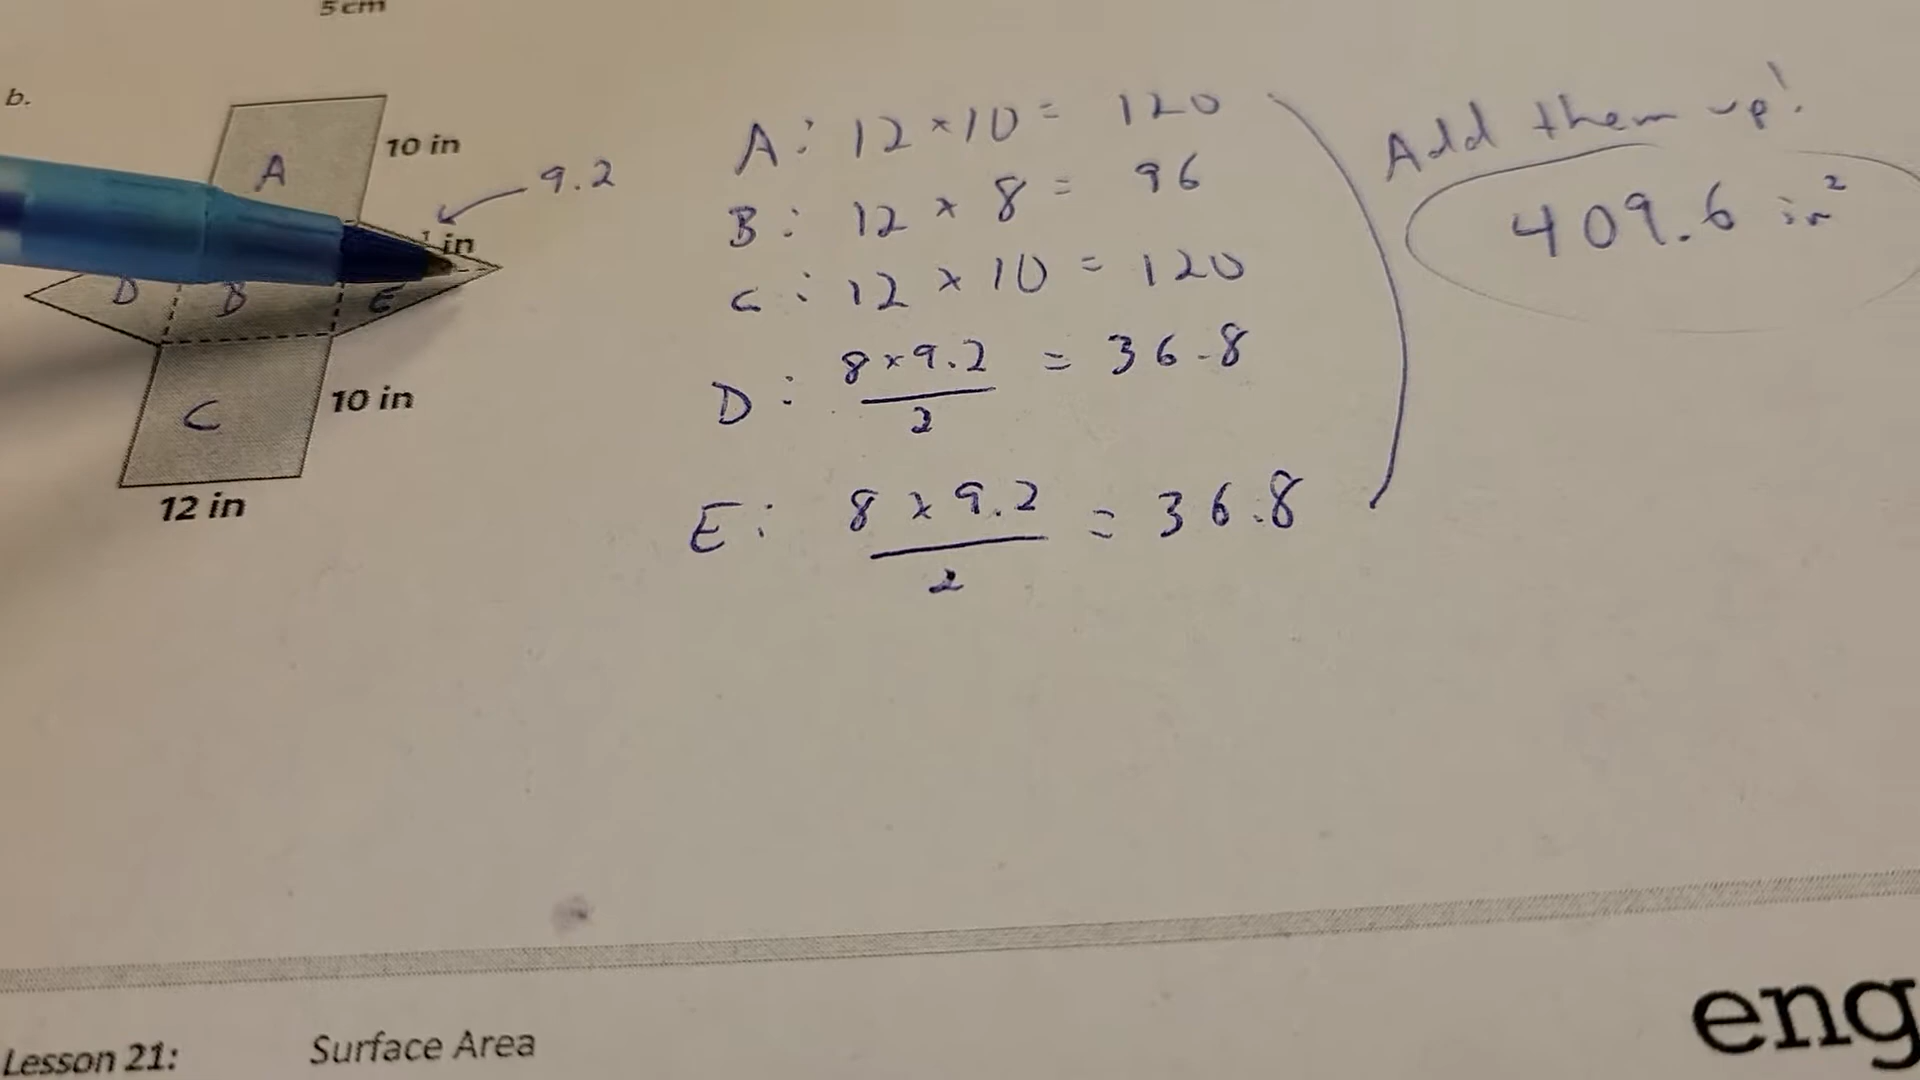 5 cm
b.
A
10 in
9.2
in
D B E
C
10 in
12 in
A: 12 × 10 = 120
B: 12 × 8 = 96
C: 12 × 10 = 120
D: 8 × 9.2 = 36.8
2
E: 8 × 9.2 = 36.8
2
Add them up!
409.6 in²
Lesson 21: Surface Area
eng